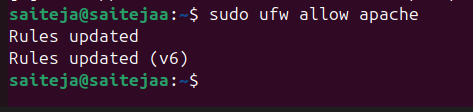 saiteja@saitejaa:~$ sudo ufw allow apache
Rules updated
Rules updated (v6)
saiteja@saitejaa:~$